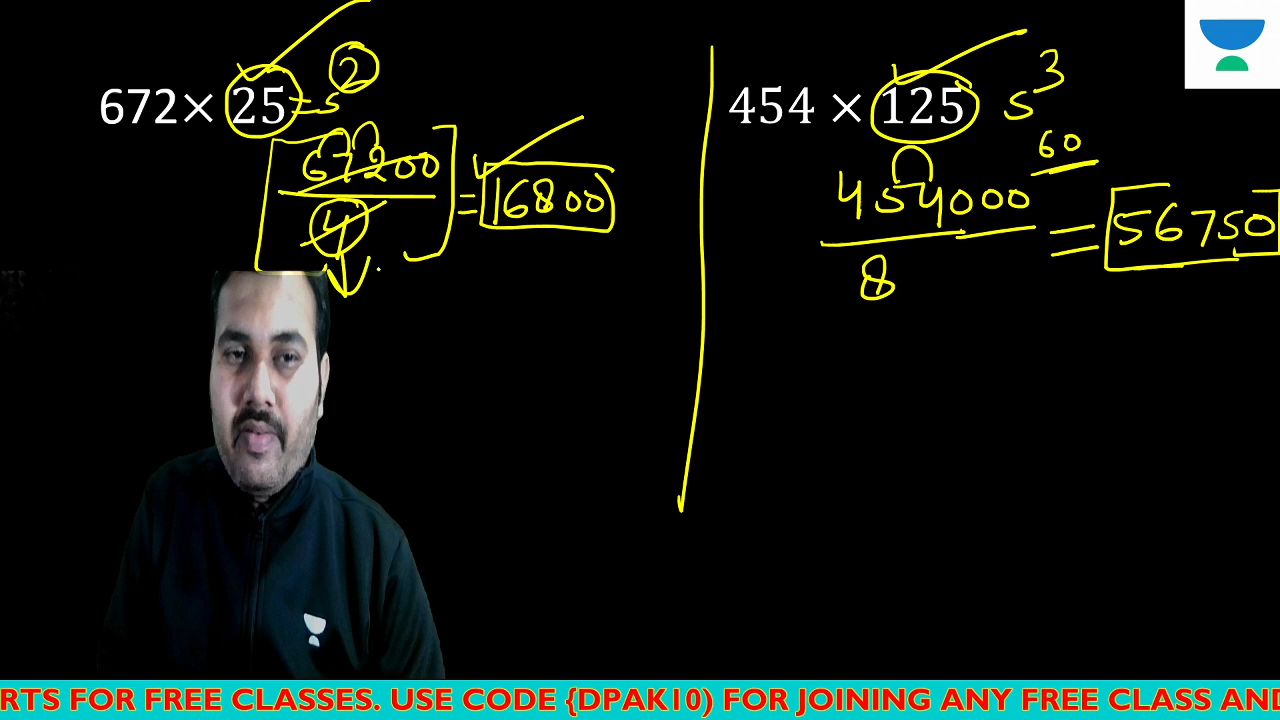 672× 25 = 5²
67200
4
= 16800
454 × 125 5³
60
454000
8
= 56750
RTS FOR FREE CLASSES. USE CODE {DPAK10) FOR JOINING ANY FREE CLASS AND